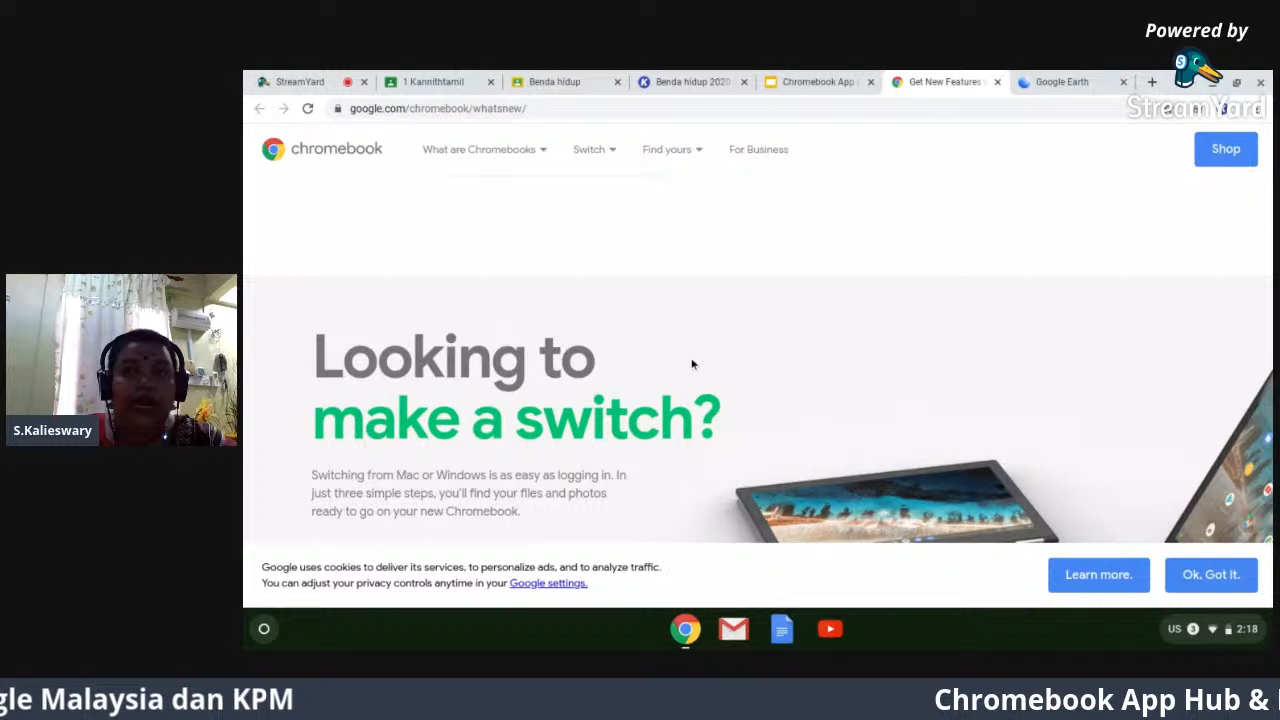 Powered by
StreamYard
StreamYard
1 Kannithtamil
Benda hidup
Benda hidup 2020
Chromebook App
Get New Features
Google Earth
google.com/chromebook/whatsnew/
chromebook
What are Chromebooks
Switch
Find yours
For Business
Shop
Looking to
make a switch?
Switching from Mac or Windows is as easy as logging in. In
just three simple steps, you'll find your files and photos
ready to go on your new Chromebook.
S.Kalieswary
Google uses cookies to deliver its services, to personalize ads, and to analyze traffic.
You can adjust your privacy controls anytime in your Google settings.
Learn more.
Ok, Got It.
US 3 2:18
gle Malaysia dan KPM
Chromebook App Hub &